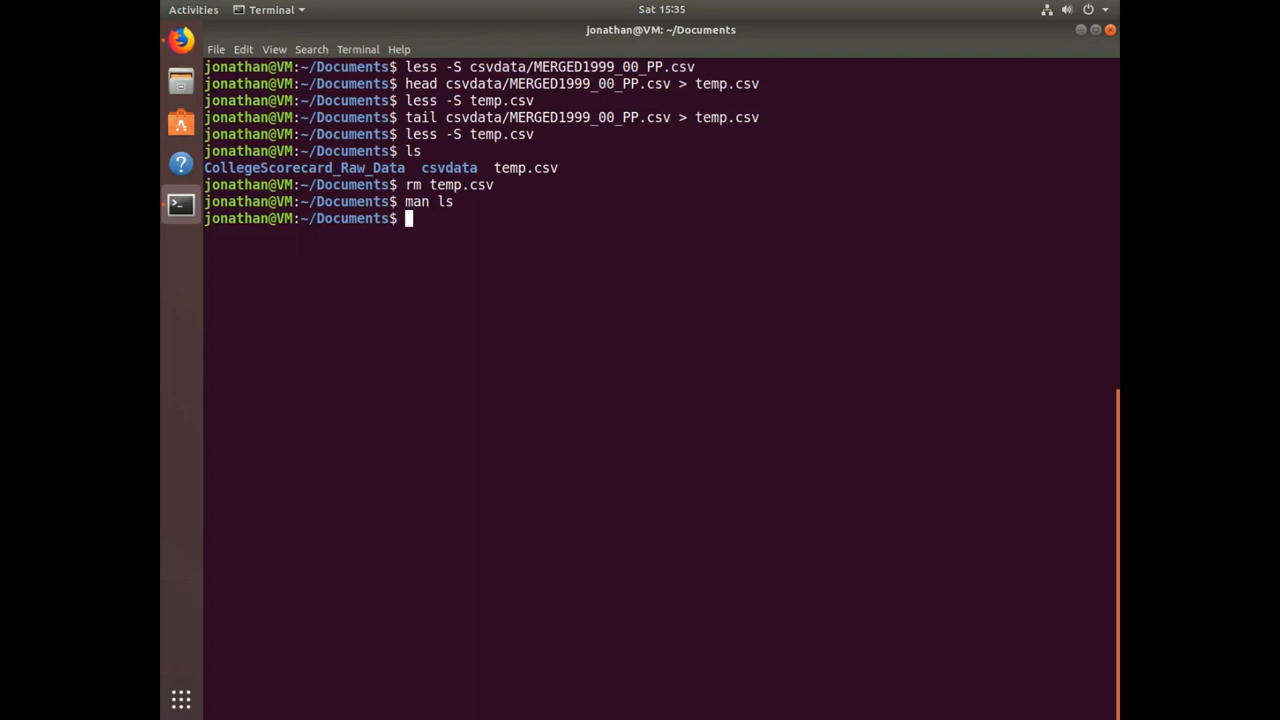 Activities Terminal Sat 15:35
jonathan@VM: ~/Documents
File Edit View Search Terminal Help
jonathan@VM:~/Documents$ less -S csvdata/MERGED1999_00_PP.csv
jonathan@VM:~/Documents$ head csvdata/MERGED1999_00_PP.csv > temp.csv
jonathan@VM:~/Documents$ less -S temp.csv
jonathan@VM:~/Documents$ tail csvdata/MERGED1999_00_PP.csv > temp.csv
jonathan@VM:~/Documents$ less -S temp.csv
jonathan@VM:~/Documents$ ls
CollegeScorecard_Raw_Data csvdata temp.csv
jonathan@VM:~/Documents$ rm temp.csv
jonathan@VM:~/Documents$ man ls
jonathan@VM:~/Documents$